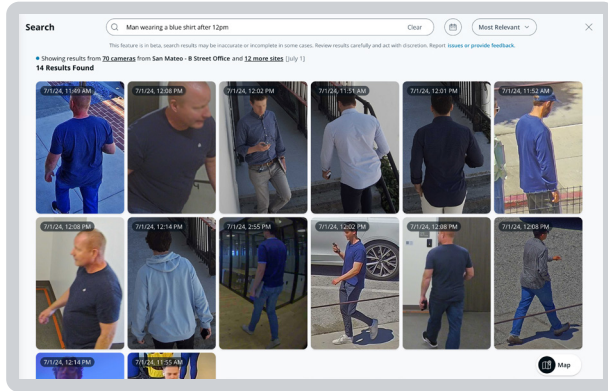 Search
Man wearing a blue shirt after 12pm
Clear
Most Relevant
This feature is in beta, search results may be inaccurate or incomplete in some cases. Review results carefully and act with discretion. Report issues or provide feedback.
Showing results from 70 cameras from San Mateo - B Street Office and 12 more sites (July 1)
14 Results Found
7/1/24, 11:49 AM
7/1/24, 12:08 PM
7/1/24, 12:02 PM
7/1/24, 11:51 AM
7/1/24, 12:01 PM
7/1/24, 11:52 AM
7/1/24, 12:08 PM
7/1/24, 12:14 PM
7/1/24, 2:55 PM
7/1/24, 12:02 PM
7/1/24, 12:08 PM
7/1/24, 12:08 PM
7/1/24, 12:14 PM
7/1/24, 11:55 AM
Map